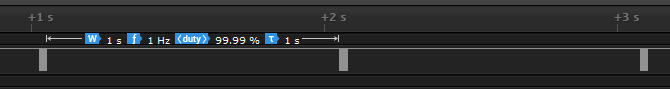 +1 s +2 s +3 s
W 1 s f 1 Hz ⟨duty⟩ 99.99 % τ 1 s